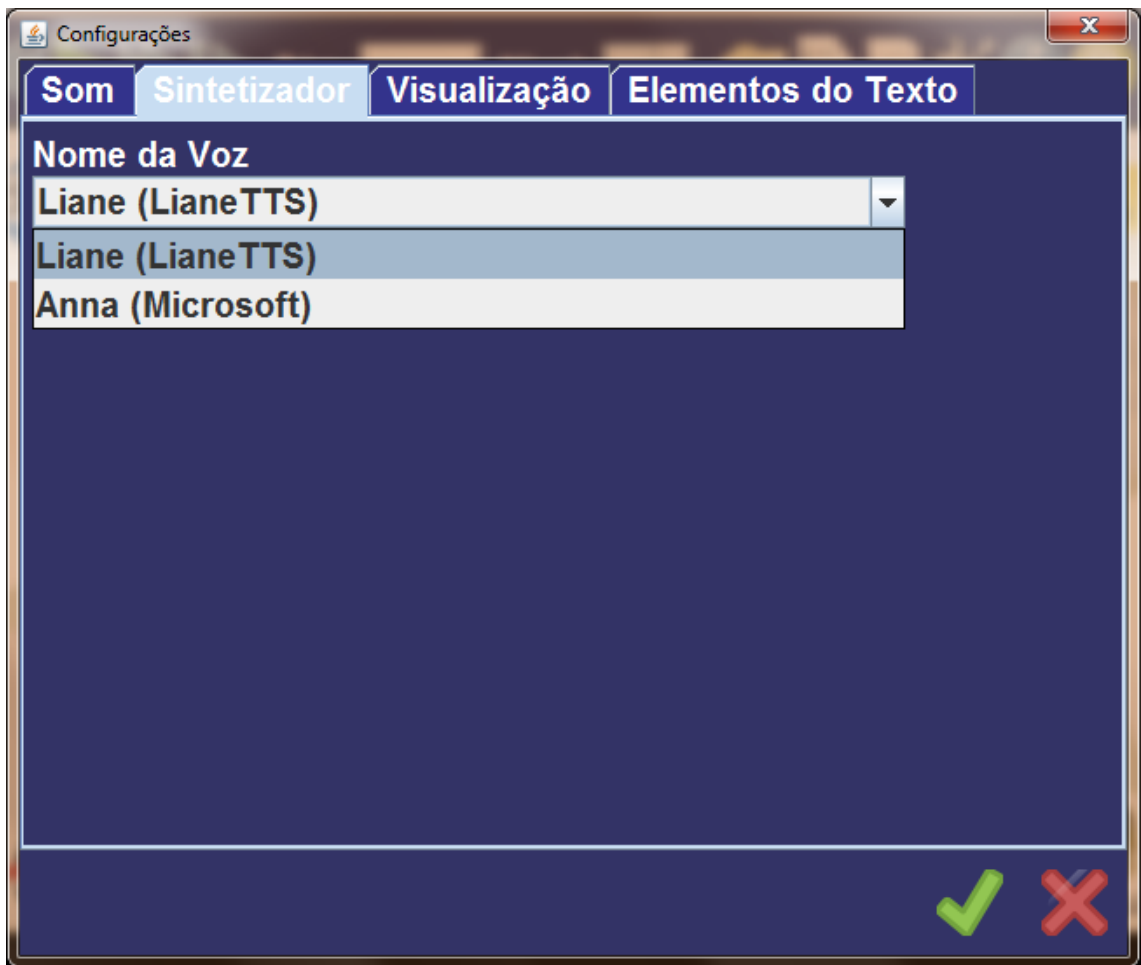 Configurações
Som Sintetizador Visualização Elementos do Texto
Nome da Voz
Liane (LianeTTS)
Liane (LianeTTS)
Anna (Microsoft)